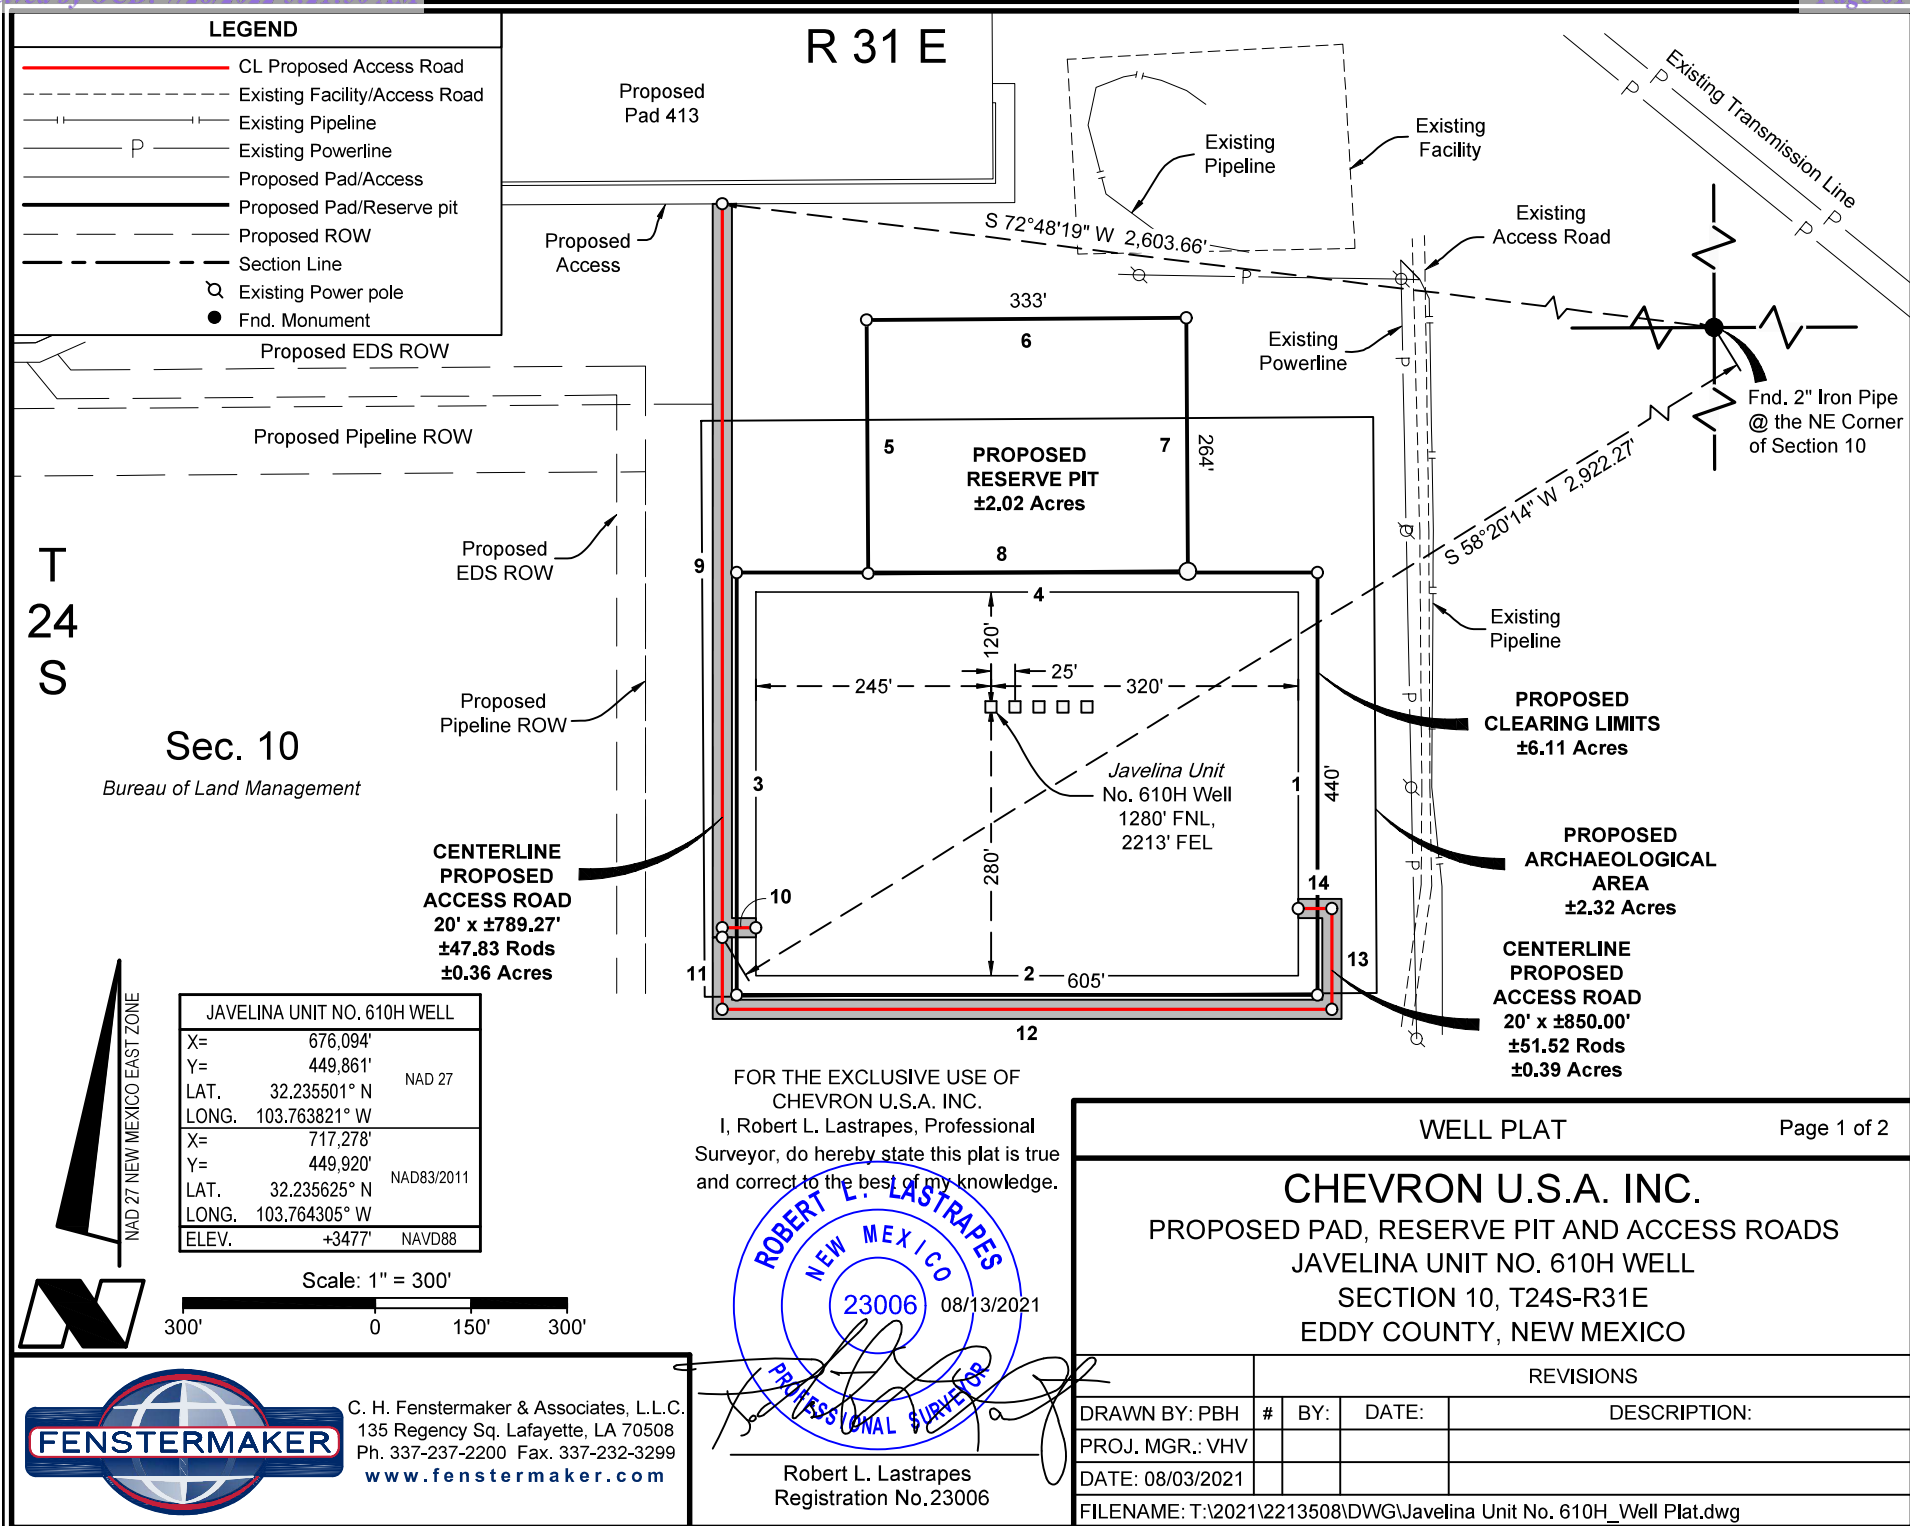 LEGEND
CL Proposed Access Road
Existing Facility/Access Road
Existing Pipeline
P Existing Powerline
Proposed Pad/Access
Proposed Pad/Reserve pit
Proposed ROW
Section Line
Existing Power pole
Fnd. Monument
R 31 E
Proposed
Pad 413
Proposed
Access
Existing
Pipeline
Existing
Facility
Existing Transmission Line
P
P
P
P
Existing
Access Road
S 72°48'19" W 2,603.66'
P
333'
6
Existing
Powerline
P
Fnd. 2" Iron Pipe
@ the NE Corner
of Section 10
Proposed EDS ROW
Proposed Pipeline ROW
5
PROPOSED
RESERVE PIT
±2.02 Acres
7
264'
S 58°20'14" W 2,922.27'
T
24
S
Proposed
EDS ROW
9
8
4
Existing
Pipeline
120'
25'
245'
320'
P
Proposed
Pipeline ROW
PROPOSED
CLEARING LIMITS
±6.11 Acres
Sec. 10
Bureau of Land Management
3
Javelina Unit
No. 610H Well
1280' FNL,
2213' FEL
1
440'
280'
P
PROPOSED
ARCHAEOLOGICAL
AREA
±2.32 Acres
CENTERLINE
PROPOSED
ACCESS ROAD
20' x ±789.27'
±47.83 Rods
±0.36 Acres
10
14
11
2
605'
13
12
CENTERLINE
PROPOSED
ACCESS ROAD
20' x ±850.00'
±51.52 Rods
±0.39 Acres
NAD 27 NEW MEXICO EAST ZONE
JAVELINA UNIT NO. 610H WELL
X= 676,094'
Y= 449,861'
LAT. 32.235501° N
LONG. 103.763821° W
NAD 27
X= 717,278'
Y= 449,920'
LAT. 32.235625° N
LONG. 103.764305° W
NAD83/2011
ELEV. +3477' NAVD88
Scale: 1" = 300'
300' 0 150' 300'
FOR THE EXCLUSIVE USE OF
CHEVRON U.S.A. INC.
I, Robert L. Lastrapes, Professional
Surveyor, do hereby state this plat is true
and correct to the best of my knowledge.
ROBERT L. LASTRAPES
NEW MEXICO
23006
08/13/2021
PROFESSIONAL SURVEYOR
Robert L. Lastrapes
Registration No. 23006
FENSTERMAKER
C. H. Fenstermaker & Associates, L.L.C.
135 Regency Sq. Lafayette, LA 70508
Ph. 337-237-2200 Fax. 337-232-3299
www.fenstermaker.com
WELL PLAT
Page 1 of 2
CHEVRON U.S.A. INC.
PROPOSED PAD, RESERVE PIT AND ACCESS ROADS
JAVELINA UNIT NO. 610H WELL
SECTION 10, T24S-R31E
EDDY COUNTY, NEW MEXICO
REVISIONS
DRAWN BY: PBH # BY: DATE: DESCRIPTION:
PROJ. MGR.: VHV
DATE: 08/03/2021
FILENAME: T:\2021\2213508\DWG\Javelina Unit No. 610H_Well Plat.dwg